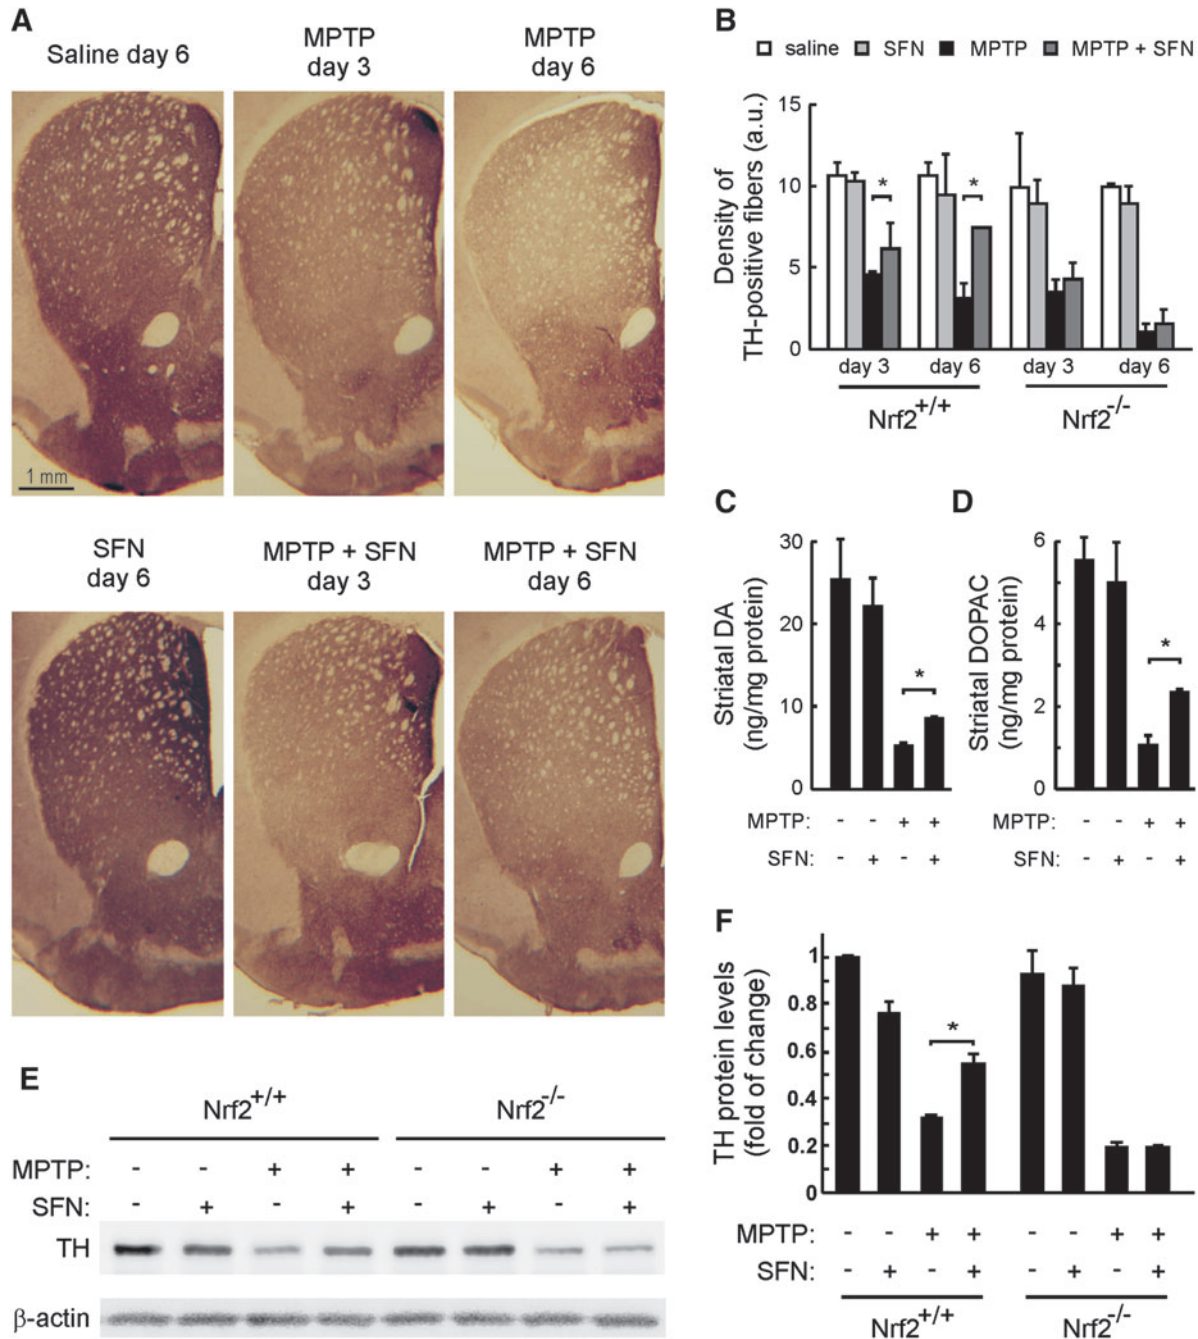 A
Saline day 6
MPTP
day 3
MPTP
day 6
1 mm
SFN
day 6
MPTP + SFN
day 3
MPTP + SFN
day 6
B
saline SFN MPTP MPTP + SFN
Density of
TH-positive fibers (a.u.)
15
10
5
0
* *
day 3 day 6 day 3 day 6
Nrf2+/+ Nrf2-/-
C
Striatal DA
(ng/mg protein)
30
20
10
0
*
MPTP: - - + +
SFN: - + - +
D
Striatal DOPAC
(ng/mg protein)
6
4
2
0
*
MPTP: - - + +
SFN: - + - +
E
Nrf2+/+ Nrf2-/-
MPTP: - - + + - - + +
SFN: - + - + - + - +
TH
β-actin
F
TH protein levels
(fold of change)
1
0.8
0.6
0.4
0.2
0
*
MPTP: - - + + - - + +
SFN: - + - + - + - +
Nrf2+/+ Nrf2-/-